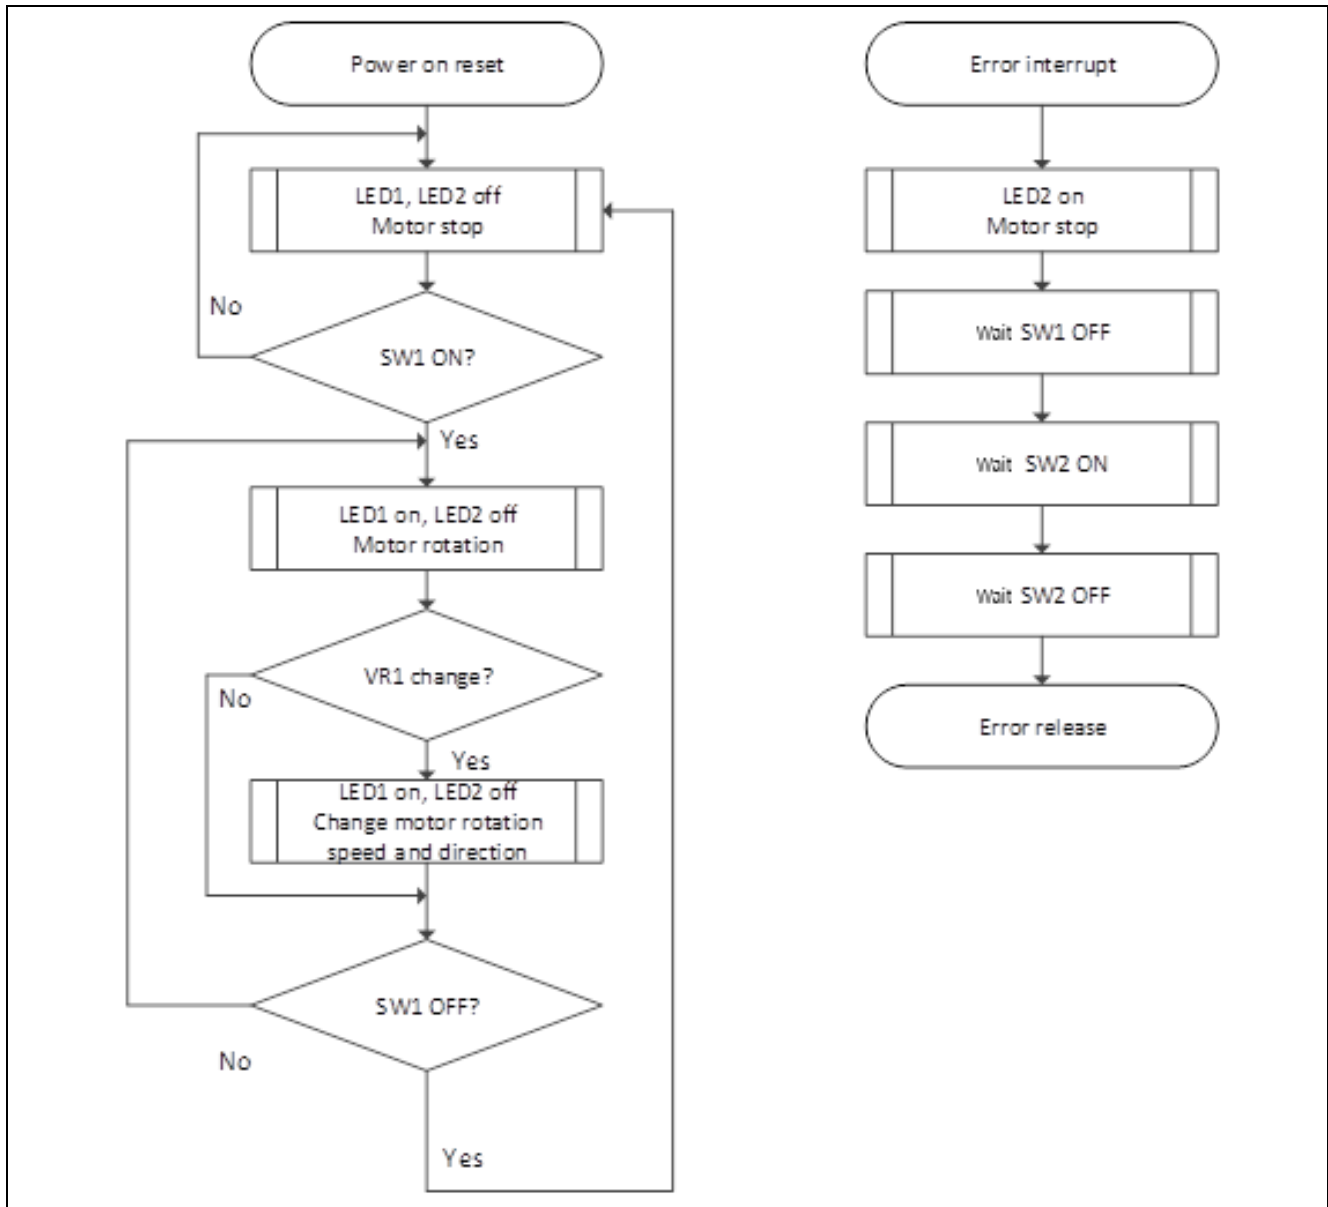 Power on reset
LED1, LED2 off
Motor stop
No
SW1 ON?
Yes
LED1 on, LED2 off
Motor rotation
VR1 change?
No
Yes
LED1 on, LED2 off
Change motor rotation
speed and direction
SW1 OFF?
No
Yes
Error interrupt
LED2 on
Motor stop
Wait SW1 OFF
Wait SW2 ON
Wait SW2 OFF
Error release